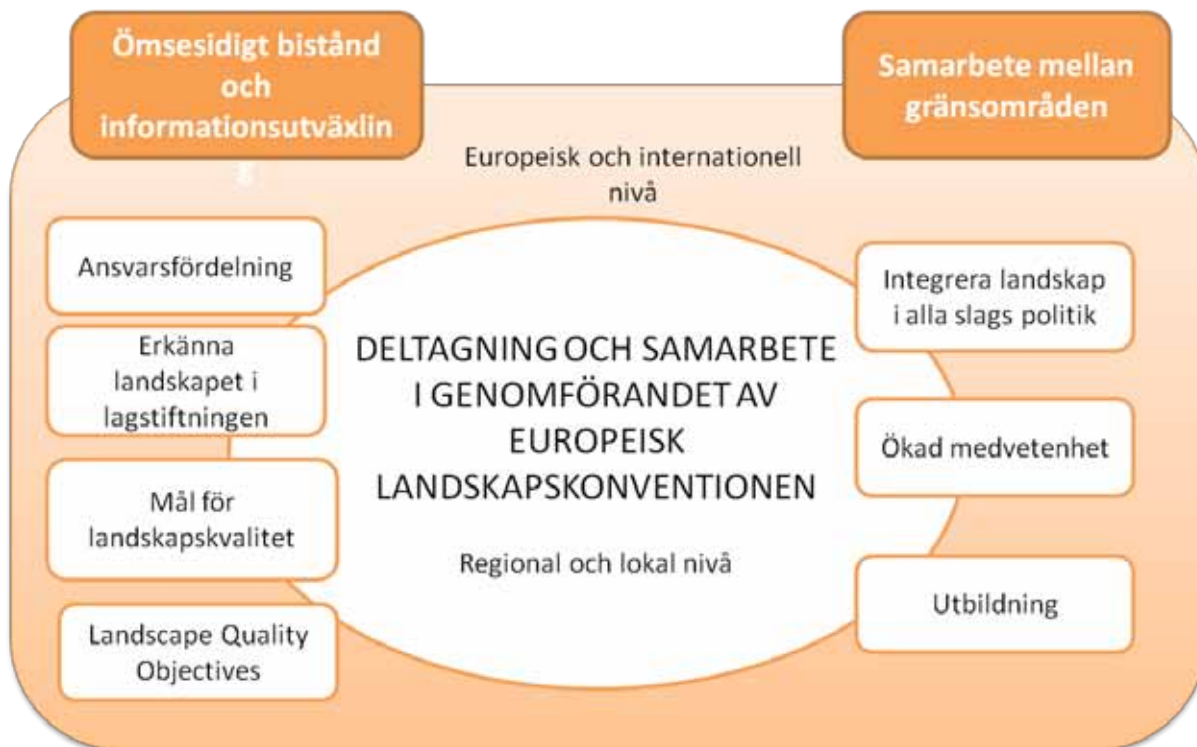 Ömsesidigt bistånd
och
informationsutväxlin
g
Samarbete mellan
gränsområden
Europeisk och internationell
nivå
Ansvarsfördelning
Erkänna
landskapet i
lagstiftningen
Mål för
landskapskvalitet
Landscape Quality
Objectives
DELTAGNING OCH SAMARBETE
I GENOMFÖRANDET AV
EUROPEISK
LANDSKAPSKONVENTIONEN
Regional och lokal nivå
Integrera landskap
i alla slags politik
Ökad medvetenhet
Utbildning